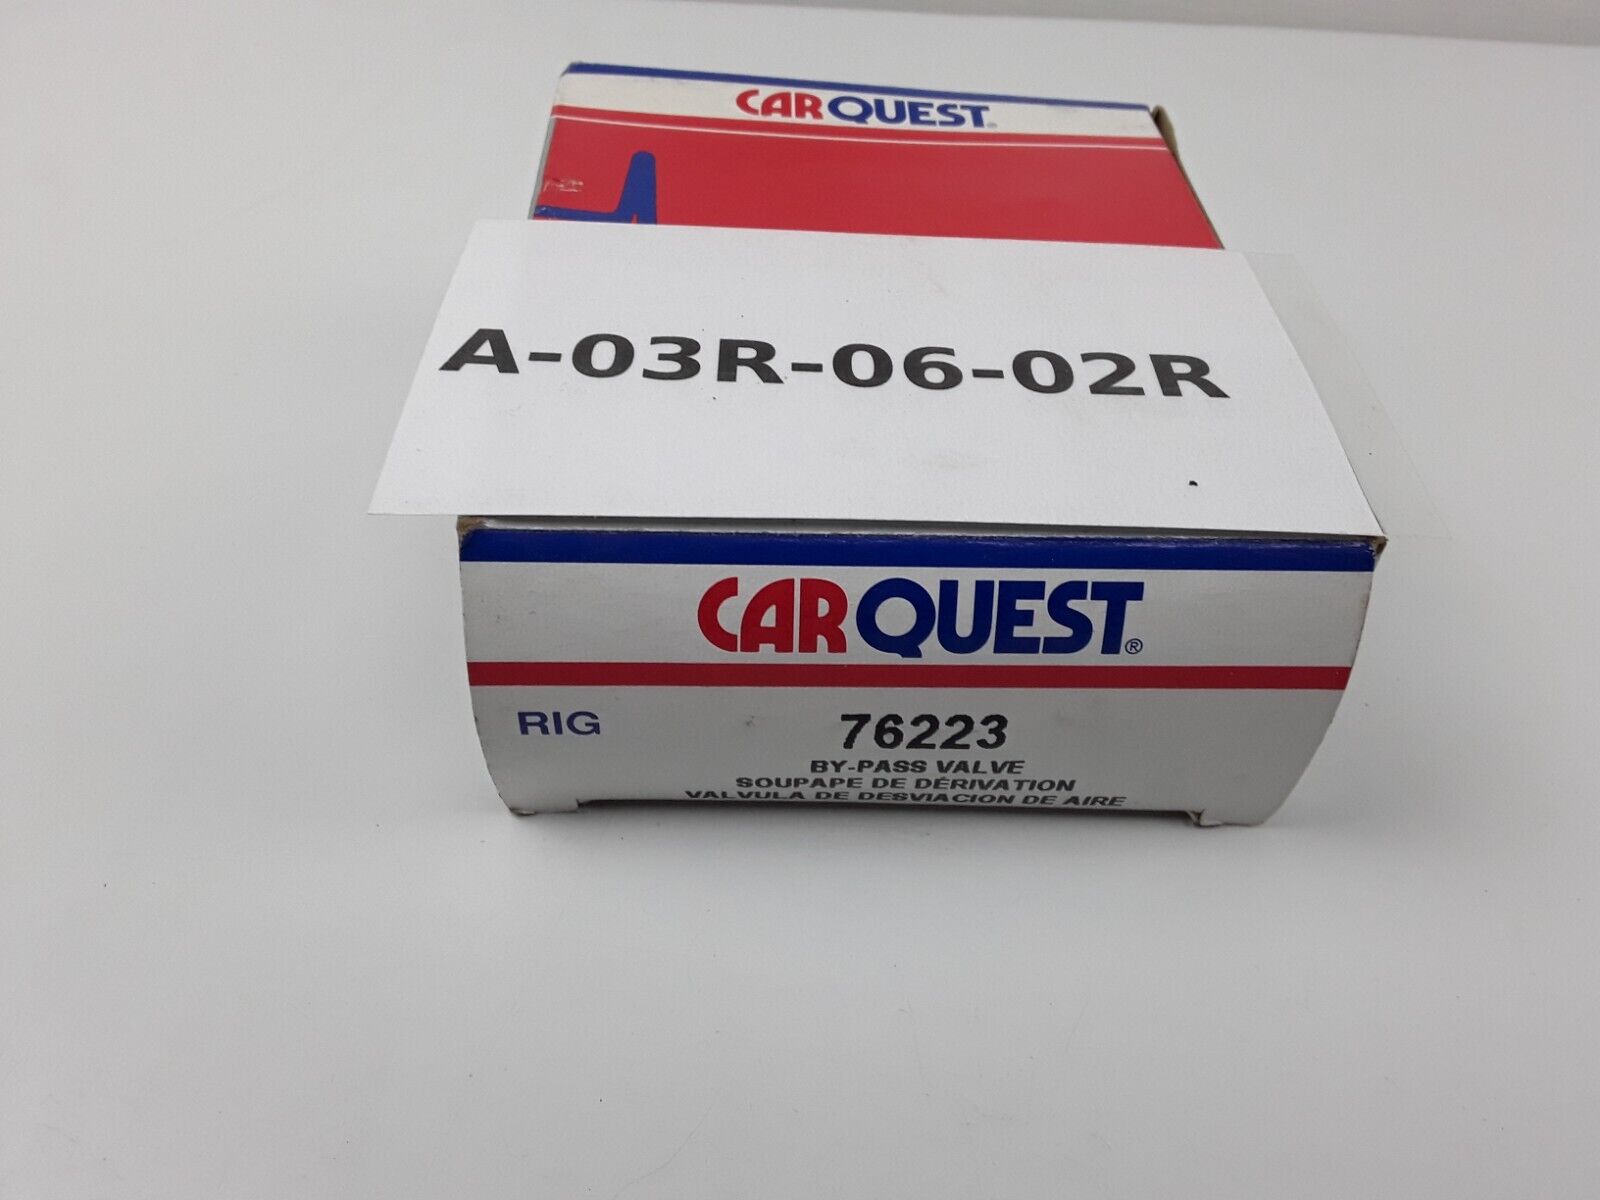 CARQUEST®
A-03R-06-02R
CARQUEST®
RIG
76223
BY-PASS VALVE
SOUPAPE DE DÉRIVATION
VALVULA DE DESVIACION DE AIRE